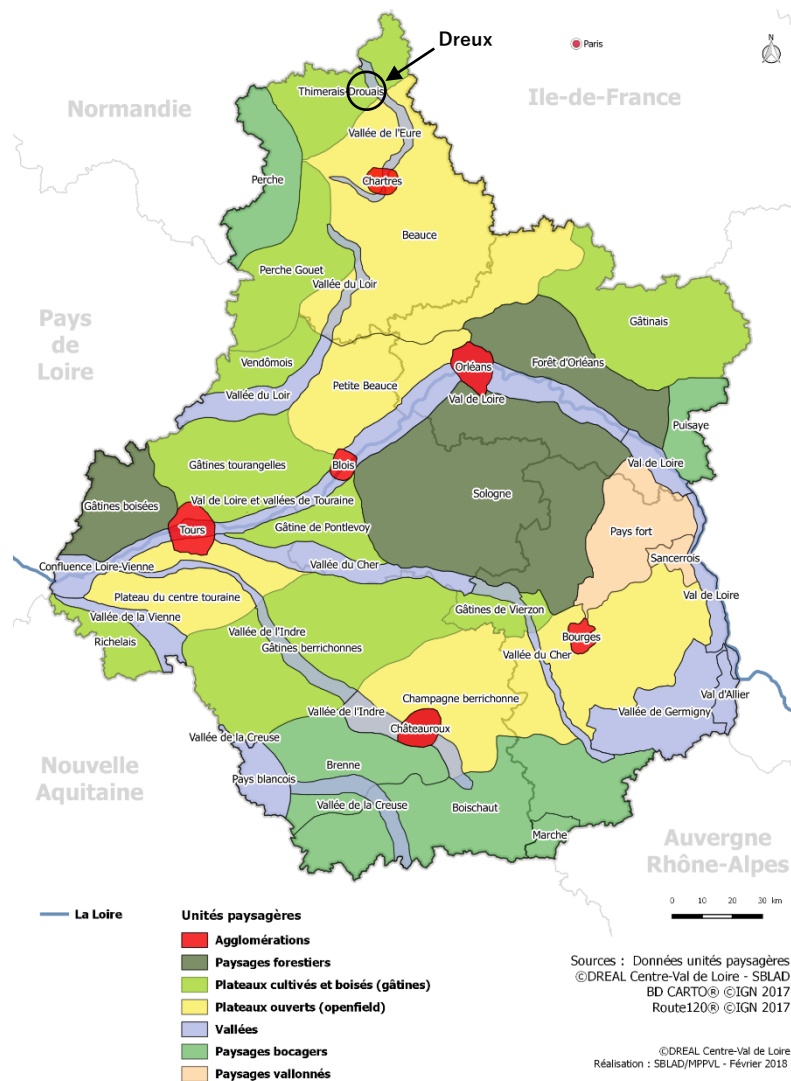 Dreux
Paris
N
Normandie
Ile-de-France
Thimerais-Drouais
Vallée de l'Eure
Perche
Chartres
Beauce
Perche Gouet
Vallée du Loir
Pays
de
Loire
Gâtinais
Vendômois
Orléans
Forêt d'Orléans
Petite Beauce
Vallée du Loir
Val de Loire
Puisaye
Gâtines tourangelles
Blois
Val de Loire
Gâtines boisées
Val de Loire et vallées de Touraine
Sologne
Tours
Gâtine de Pontlevoy
Pays fort
Sancerrois
Confluence Loire-Vienne
Vallée du Cher
Plateau du centre touraine
Val de Loire
Vallée de la Vienne
Gâtines de Vierzon
Richelais
Vallée de l'Indre
Bourges
Gâtines berrichonnes
Vallée du Cher
Val d'Allier
Champagne berrichonne
Vallée de l'Indre
Vallée de Germigny
Châteauroux
Vallée de la Creuse
Nouvelle
Aquitaine
Brenne
Pays blancois
Vallée de la Creuse
Boischaut
Marche
Auvergne
Rhône-Alpes
La Loire
0 10 20 30 km
Unités paysagères
Agglomérations
Paysages forestiers
Plateaux cultivés et boisés (gâtines)
Plateaux ouverts (openfield)
Vallées
Paysages bocagers
Paysages vallonnés
Sources : Données unités paysagères
©DREAL Centre-Val de Loire - SBLAD
BD CARTO® ©IGN 2017
Route120® ©IGN 2017
©DREAL Centre-Val de Loire
Réalisation : SBLAD/MPPVL - Février 2018